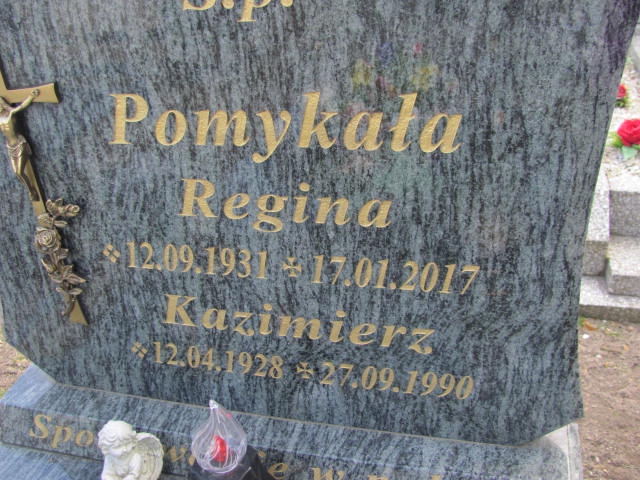 Ś.p.
Pomykała
Regina
12.09.1931 17.01.2017
Kazimierz
12.04.1928 27.09.1990